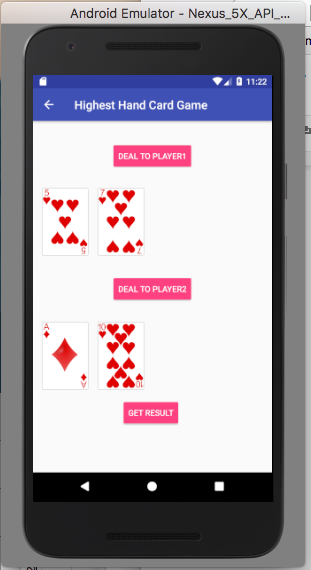 Android Emulator - Nexus_5X_API_...
11:22
Highest Hand Card Game
DEAL TO PLAYER1
5 7
5 7
DEAL TO PLAYER2
A 10
A 10
GET RESULT